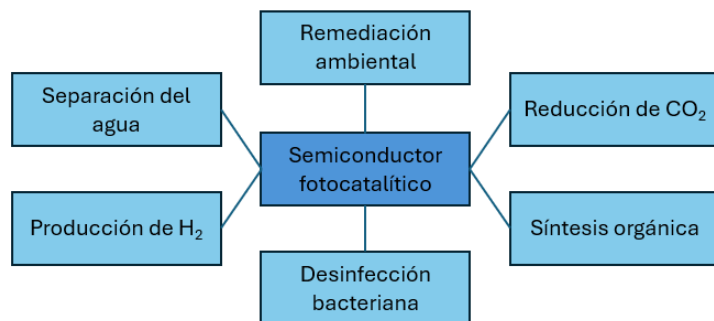 Remediación
ambiental
Separación del
agua
Reducción de CO₂
Semiconductor
fotocatalítico
Producción de H₂
Síntesis orgánica
Desinfección
bacteriana